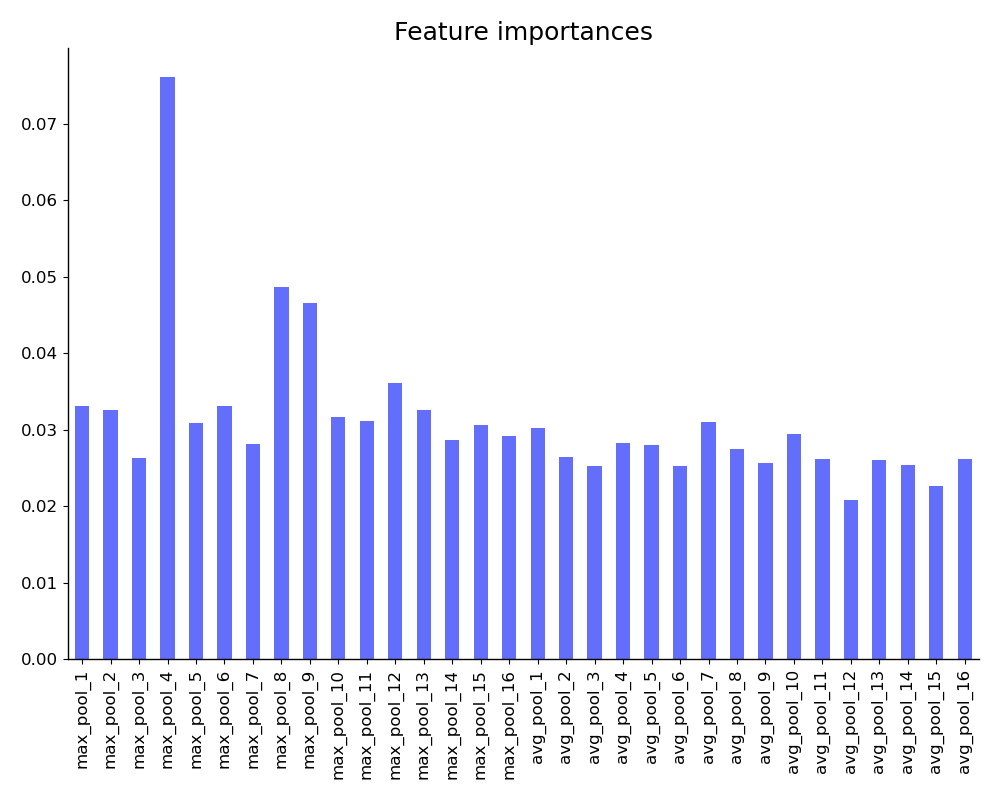 Feature importances
0.07
0.06
0.05
0.04
0.03
0.02
0.01
0.00
max_pool_1
max_pool_2
max_pool_3
max_pool_4
max_pool_5
max_pool_6
max_pool_7
max_pool_8
max_pool_9
max_pool_10
max_pool_11
max_pool_12
max_pool_13
max_pool_14
max_pool_15
max_pool_16
avg_pool_1
avg_pool_2
avg_pool_3
avg_pool_4
avg_pool_5
avg_pool_6
avg_pool_7
avg_pool_8
avg_pool_9
avg_pool_10
avg_pool_11
avg_pool_12
avg_pool_13
avg_pool_14
avg_pool_15
avg_pool_16